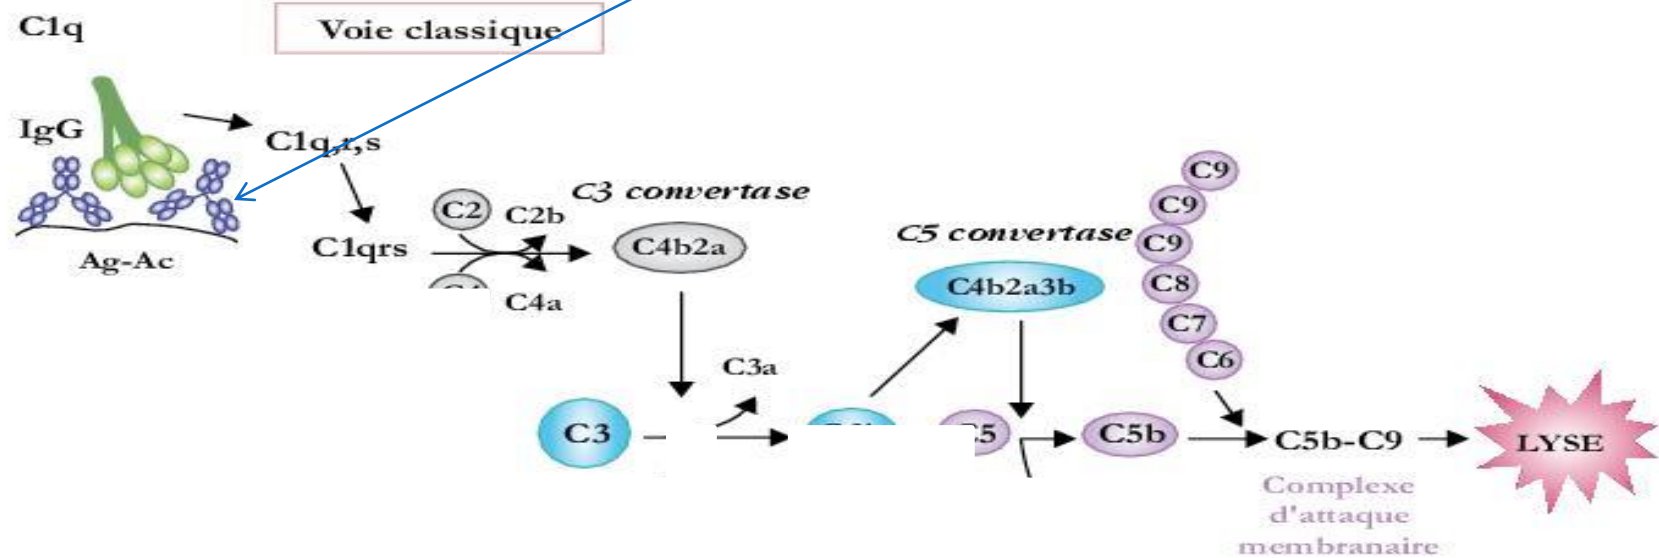 C1q
Voie classique
IgG
C1q,r,s
Ag-Ac
C1qrs
C2
C2b
C4a
C3 convertase
C4b2a
C5 convertase
C4b2a3b
C9
C9
C9
C8
C7
C6
C3a
C3
C5
C5b
C5b-C9
LYSE
Complexe
d'attaque
membranaire